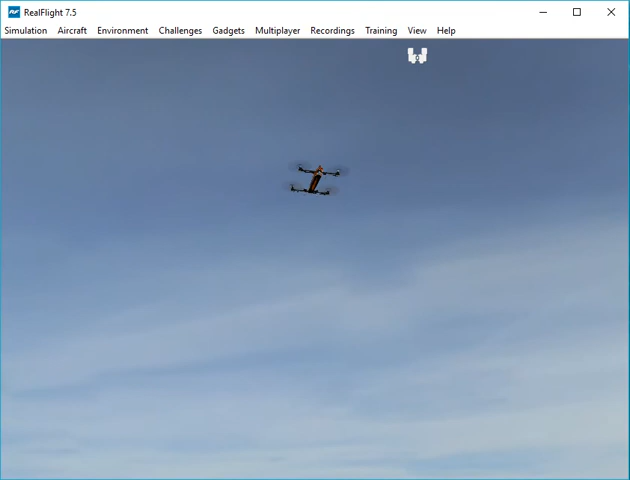 RealFlight 7.5
Simulation Aircraft Environment Challenges Gadgets Multiplayer Recordings Training View Help